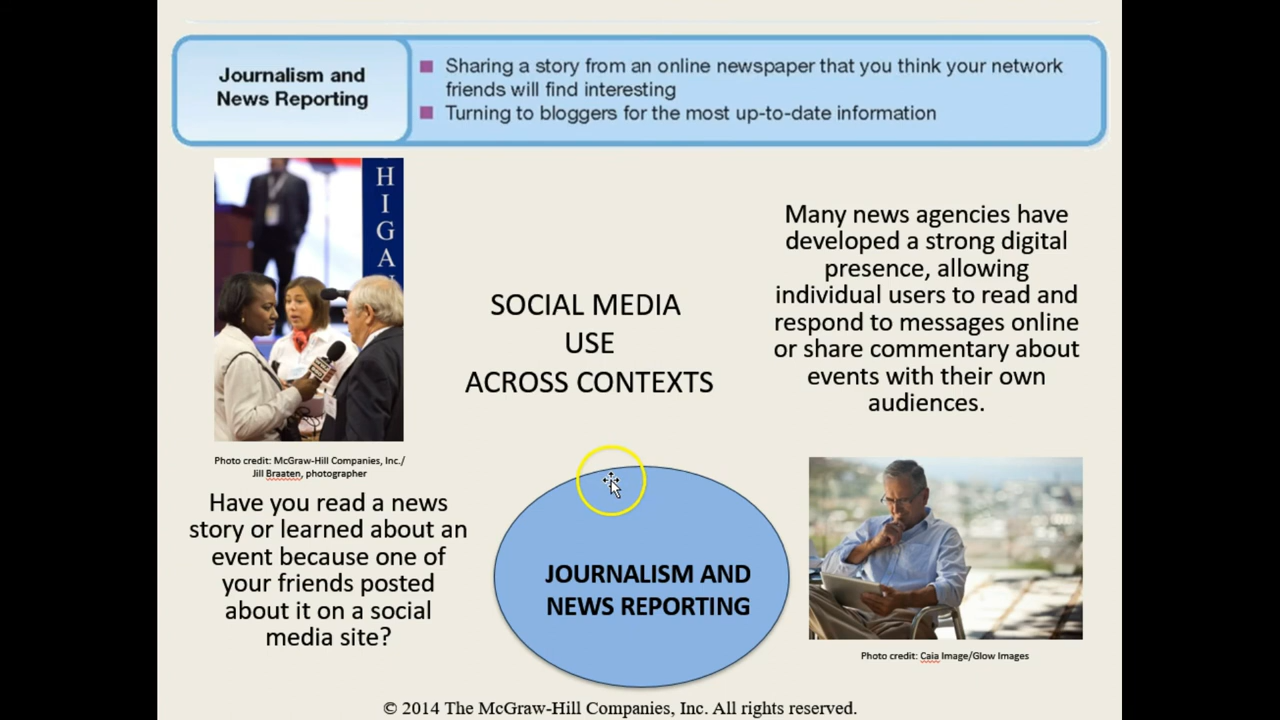 Journalism and
News Reporting
Sharing a story from an online newspaper that you think your network
friends will find interesting
Turning to bloggers for the most up-to-date information
H
I
G
A
SOCIAL MEDIA
USE
ACROSS CONTEXTS
Many news agencies have
developed a strong digital
presence, allowing
individual users to read and
respond to messages online
or share commentary about
events with their own
audiences.
Photo credit: McGraw-Hill Companies, Inc./
Jill Braaten, photographer
Have you read a news
story or learned about an
event because one of
your friends posted
about it on a social
media site?
JOURNALISM AND
NEWS REPORTING
Photo credit: Caia Image/Glow Images
© 2014 The McGraw-Hill Companies, Inc. All rights reserved.